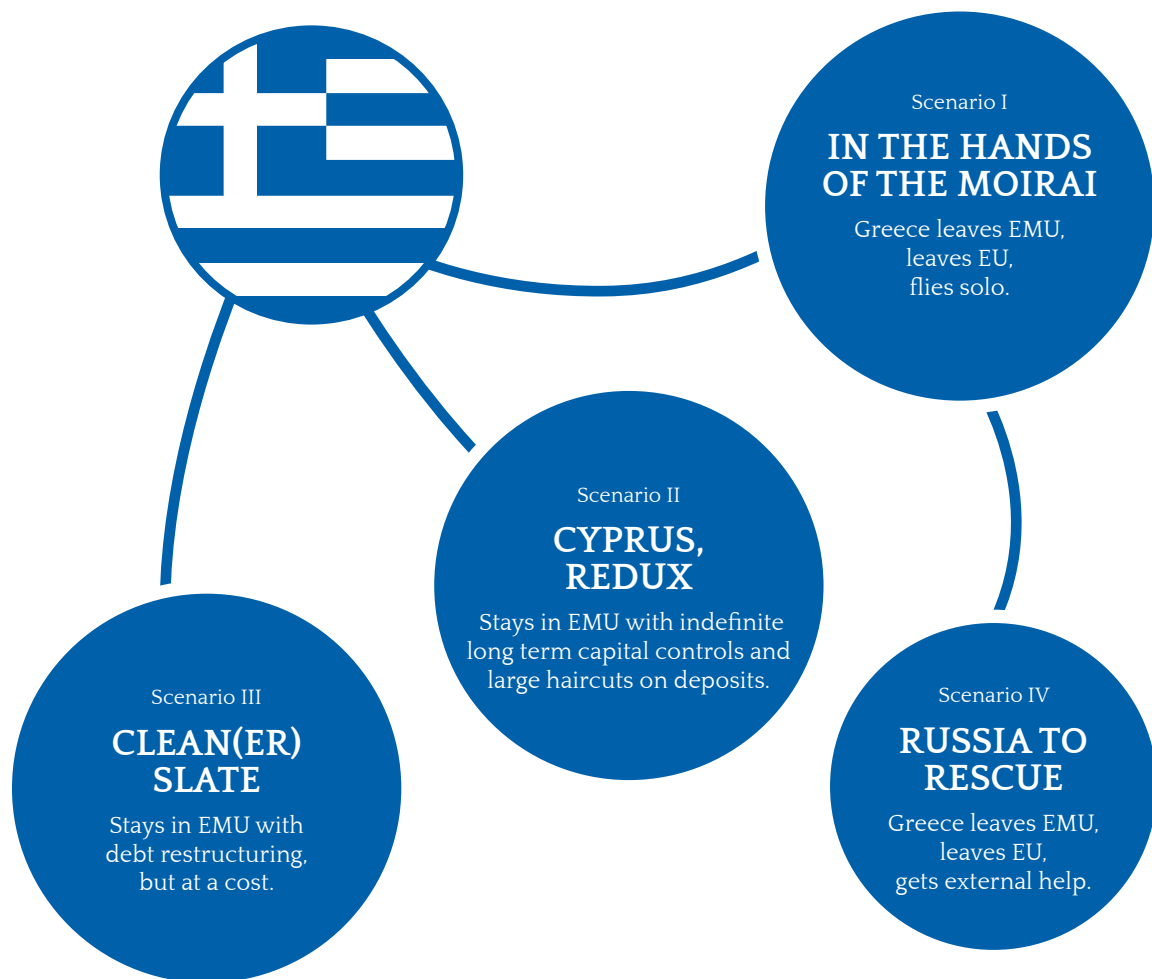 Scenario I
IN THE HANDS
OF THE MOIRAI
Greece leaves EMU,
leaves EU,
flies solo.
Scenario II
CYPRUS,
REDUX
Stays in EMU with indefinite
long term capital controls and
large haircuts on deposits.
Scenario III
CLEAN(ER)
SLATE
Stays in EMU with
debt restructuring,
but at a cost.
Scenario IV
RUSSIA TO
RESCUE
Greece leaves EMU,
leaves EU,
gets external help.